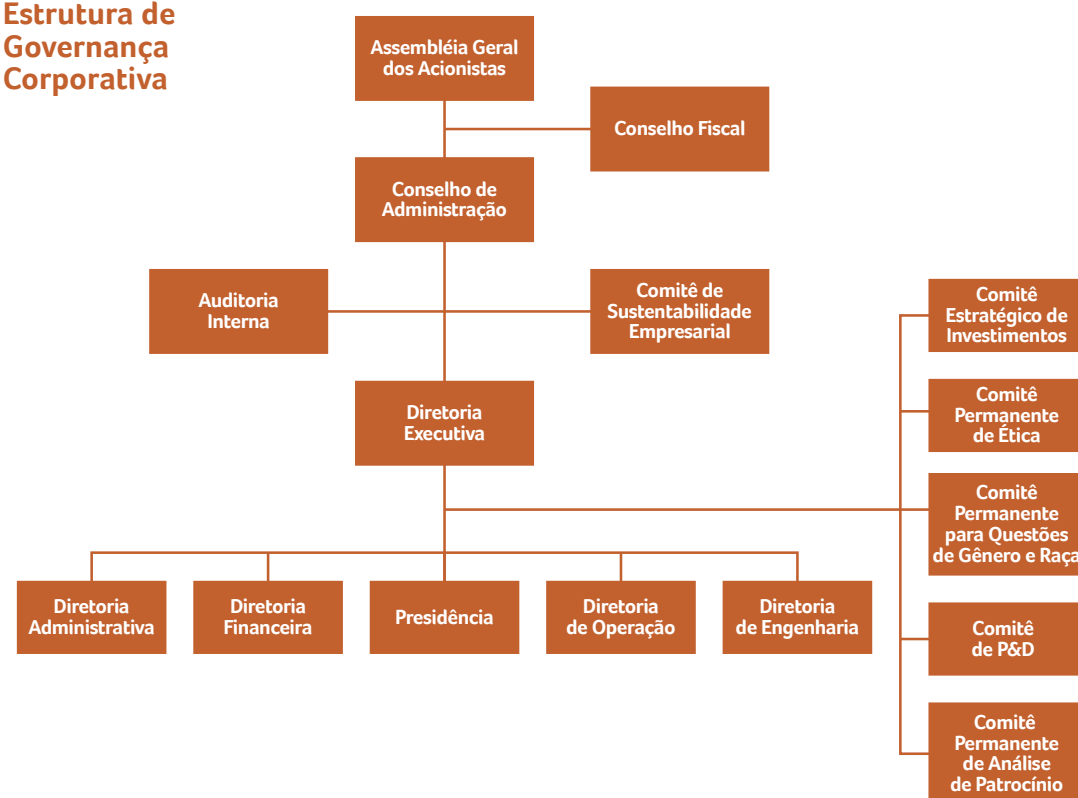 Estrutura de
Governança
Corporativa
Assembléia Geral
dos Acionistas
Conselho Fiscal
Conselho de
Administração
Auditoria
Interna
Comitê de
Sustentabilidade
Empresarial
Comitê
Estratégico de
Investimentos
Diretoria
Executiva
Comitê
Permanente
de Ética
Comitê
Permanente
para Questões
de Gênero e Raça
Diretoria
Administrativa
Diretoria
Financeira
Presidência
Diretoria
de Operação
Diretoria
de Engenharia
Comitê
de P&D
Comitê
Permanente
de Análise
de Patrocínio